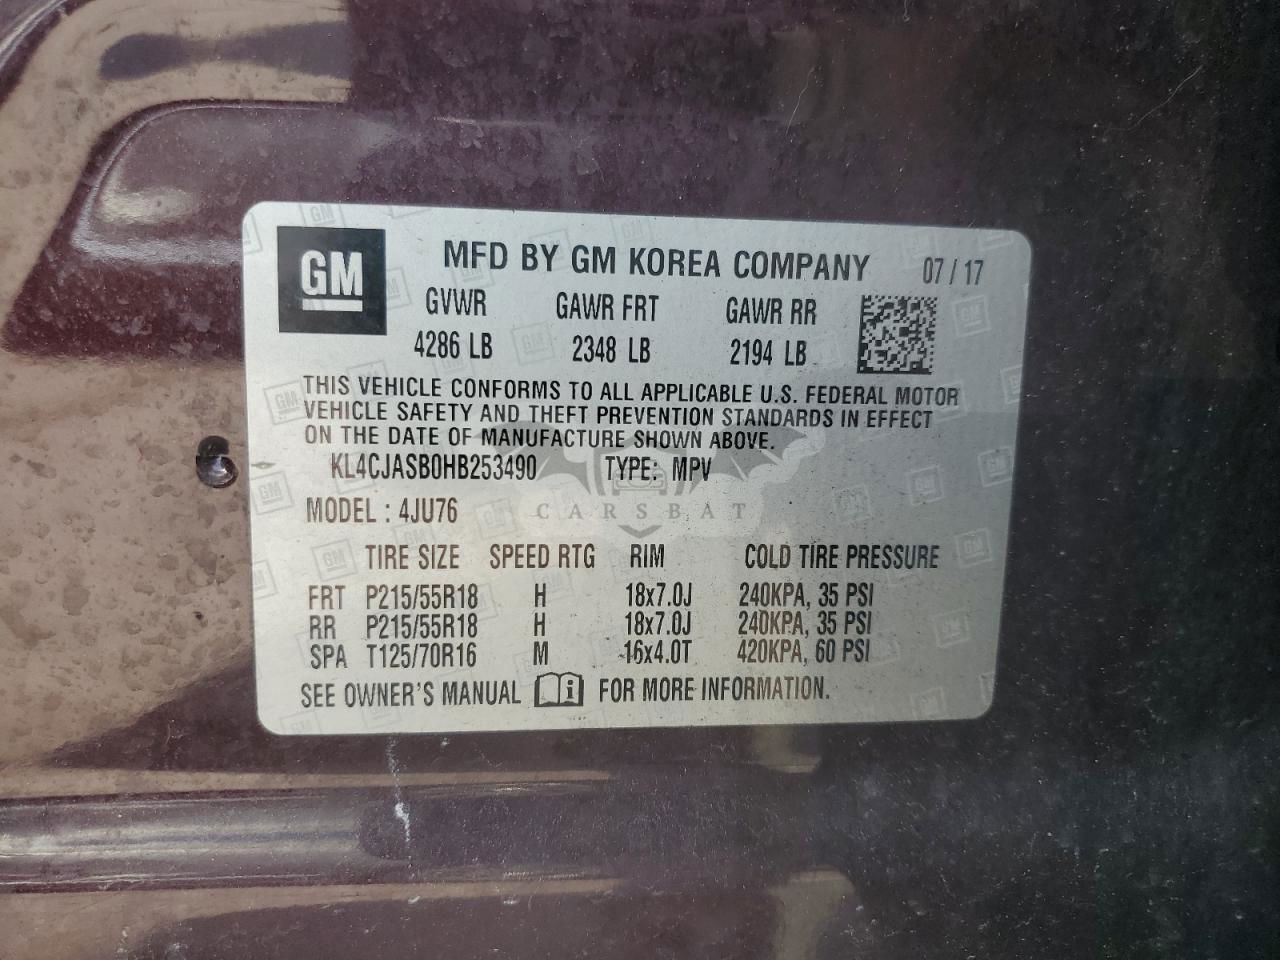 GM
MFD BY GM KOREA COMPANY 07 / 17
GVWR GAWR FRT GAWR RR
4286 LB 2348 LB 2194 LB
THIS VEHICLE CONFORMS TO ALL APPLICABLE U.S. FEDERAL MOTOR
VEHICLE SAFETY AND THEFT PREVENTION STANDARDS IN EFFECT
ON THE DATE OF MANUFACTURE SHOWN ABOVE.
KL4CJASB0HB253490 TYPE: MPV
MODEL : 4JU76
CARSBAT
TIRE SIZE SPEED RTG RIM COLD TIRE PRESSURE
FRT P215/55R18 H 18x7.0J 240KPA, 35 PSI
RR P215/55R18 H 18x7.0J 240KPA, 35 PSI
SPA T125/70R16 M 16x4.0T 420KPA, 60 PSI
SEE OWNER'S MANUAL i FOR MORE INFORMATION.